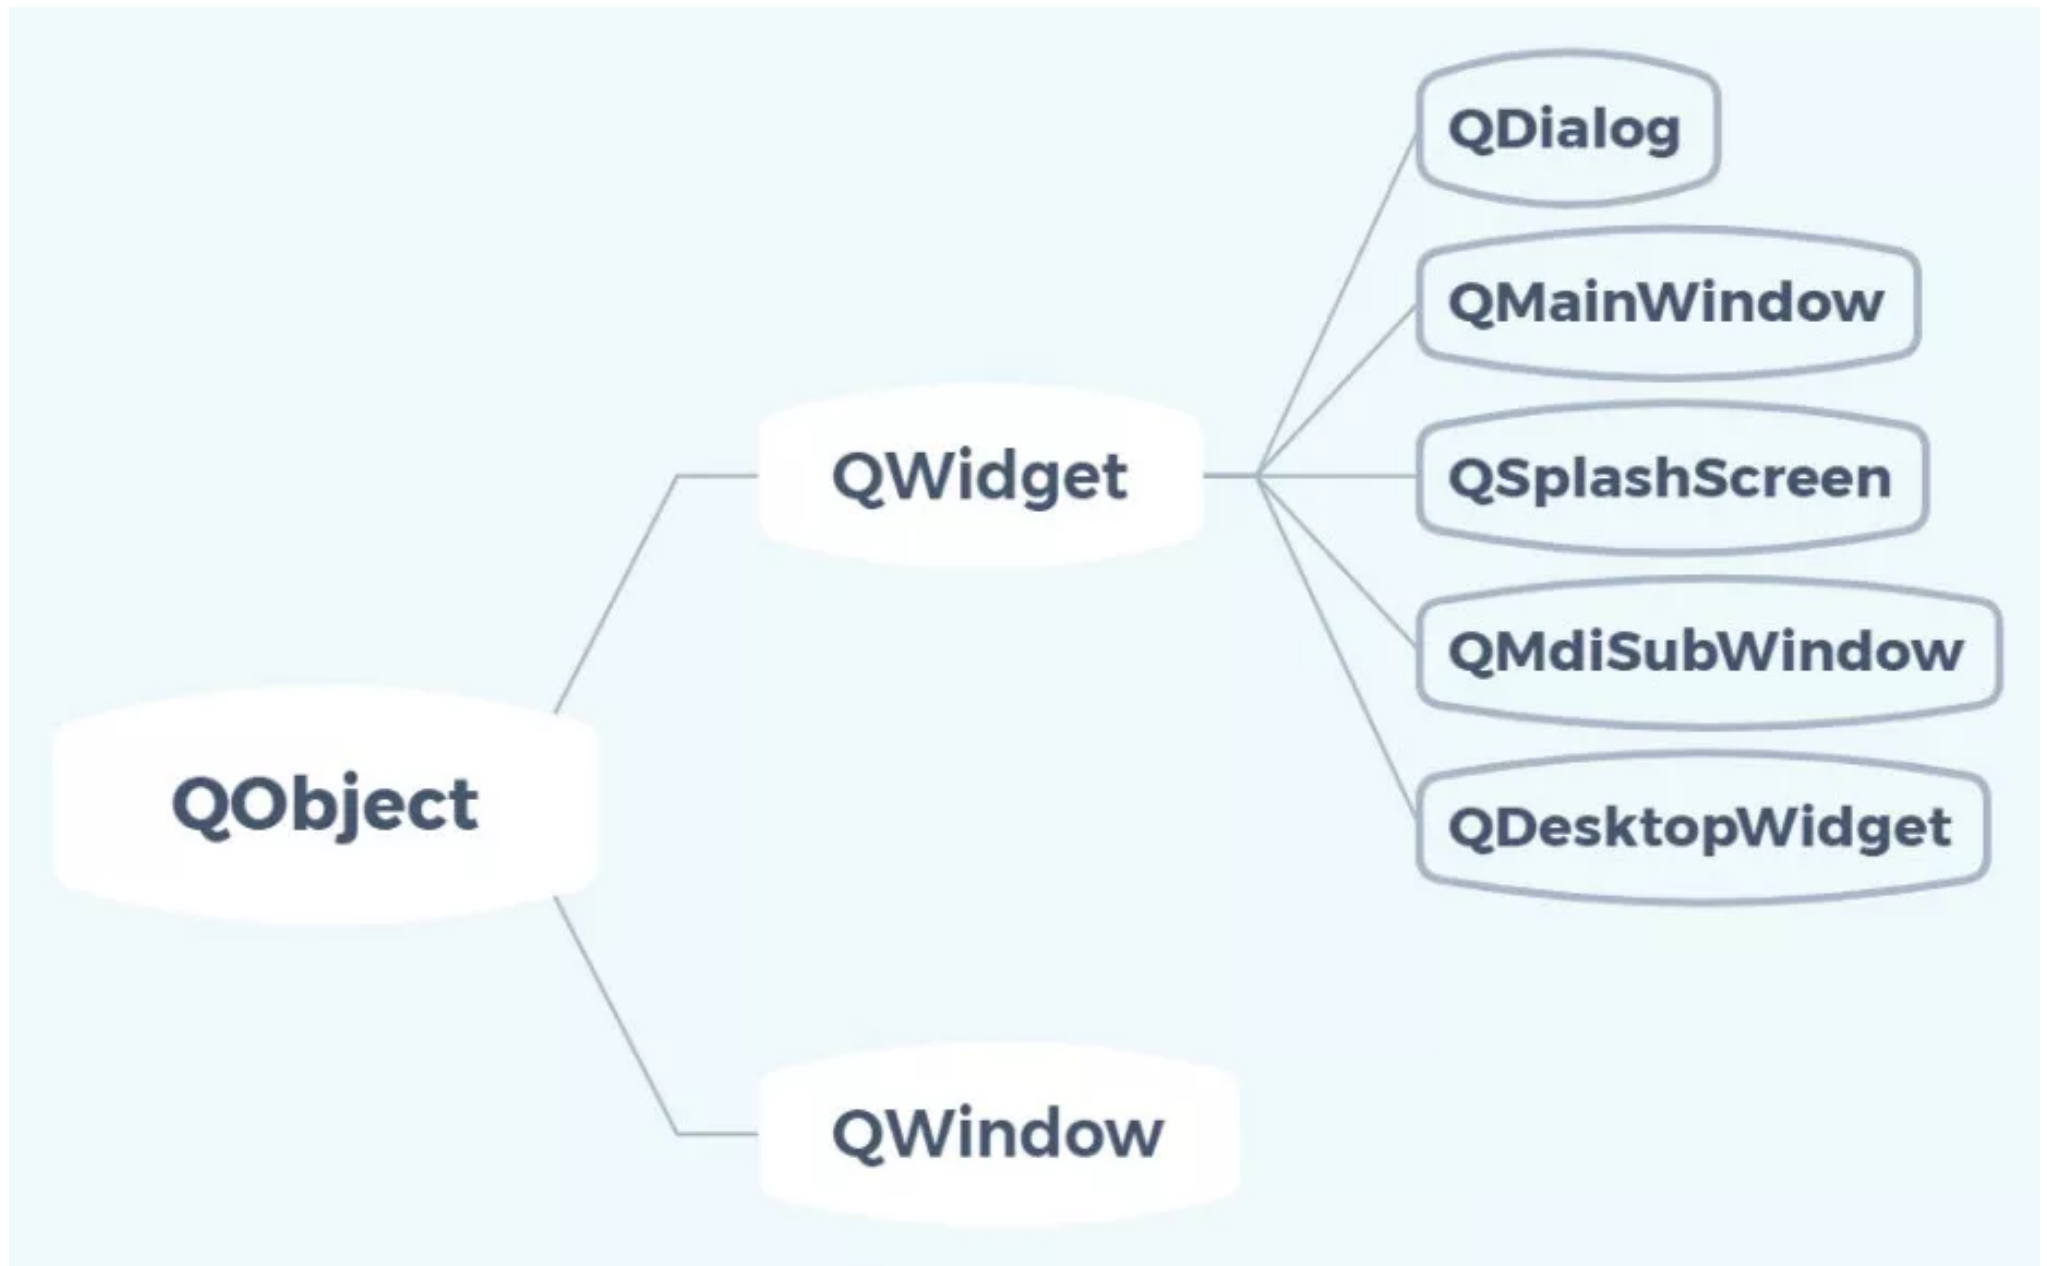 QObject
QWidget
QDialog
QMainWindow
QSplashScreen
QMdiSubWindow
QDesktopWidget
QWindow